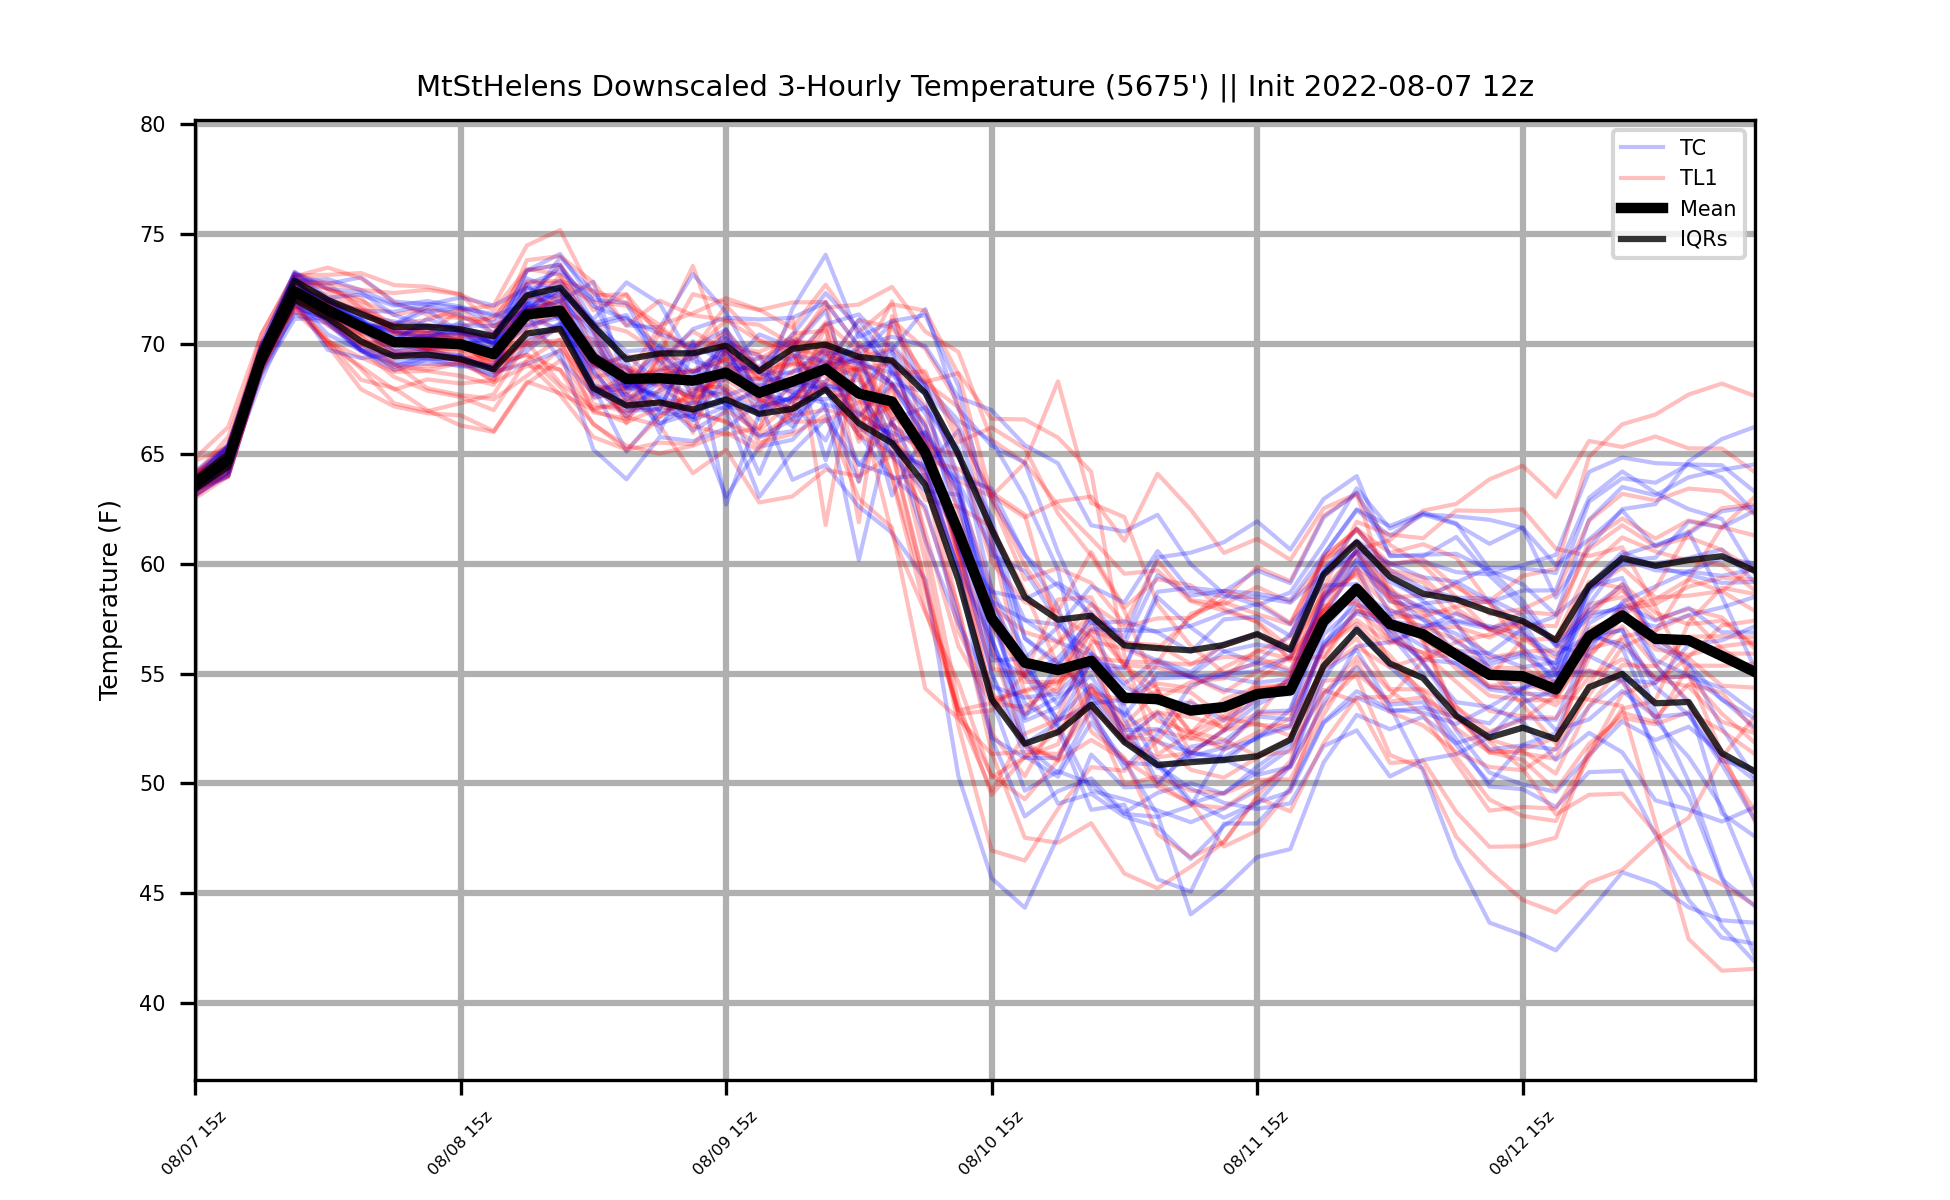 MtStHelens Downscaled 3-Hourly Temperature (5675') || Init 2022-08-07 12z
TC
TL1
Mean
IQRs
Temperature (F)
80
75
70
65
60
55
50
45
40
08/07 15z
08/08 15z
08/09 15z
08/10 15z
08/11 15z
08/12 15z